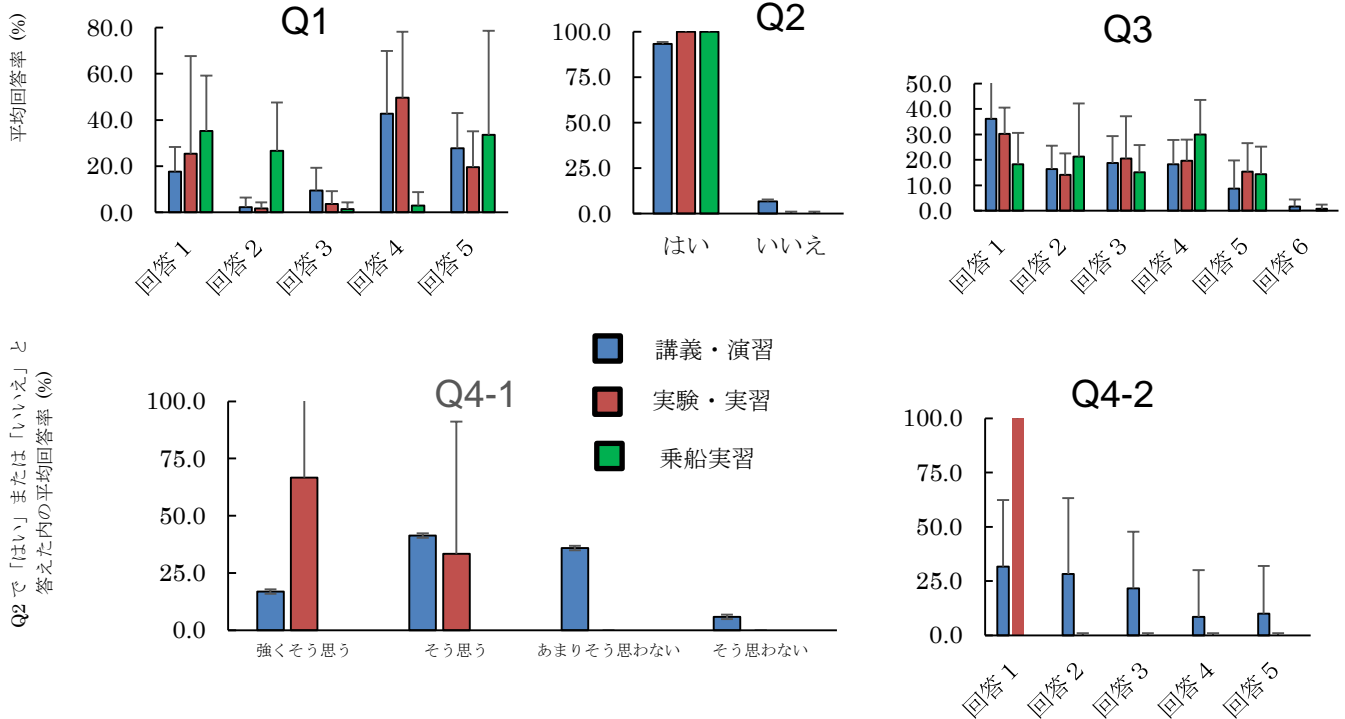 平均回答率 (%)
Q1
80.0
60.0
40.0
20.0
0.0
回答1
回答2
回答3
回答4
回答5
Q2
100.0
75.0
50.0
25.0
0.0
はい
いいえ
Q3
50.0
40.0
30.0
20.0
10.0
0.0
回答1
回答2
回答3
回答4
回答5
回答6
講義・演習
実験・実習
乗船実習
Q2 で「はい」または「いいえ」と
答えた内の平均回答率 (%)
Q4-1
100.0
75.0
50.0
25.0
0.0
強くそう思う
そう思う
あまりそう思わない
そう思わない
Q4-2
100.0
75.0
50.0
25.0
0.0
回答1
回答2
回答3
回答4
回答5